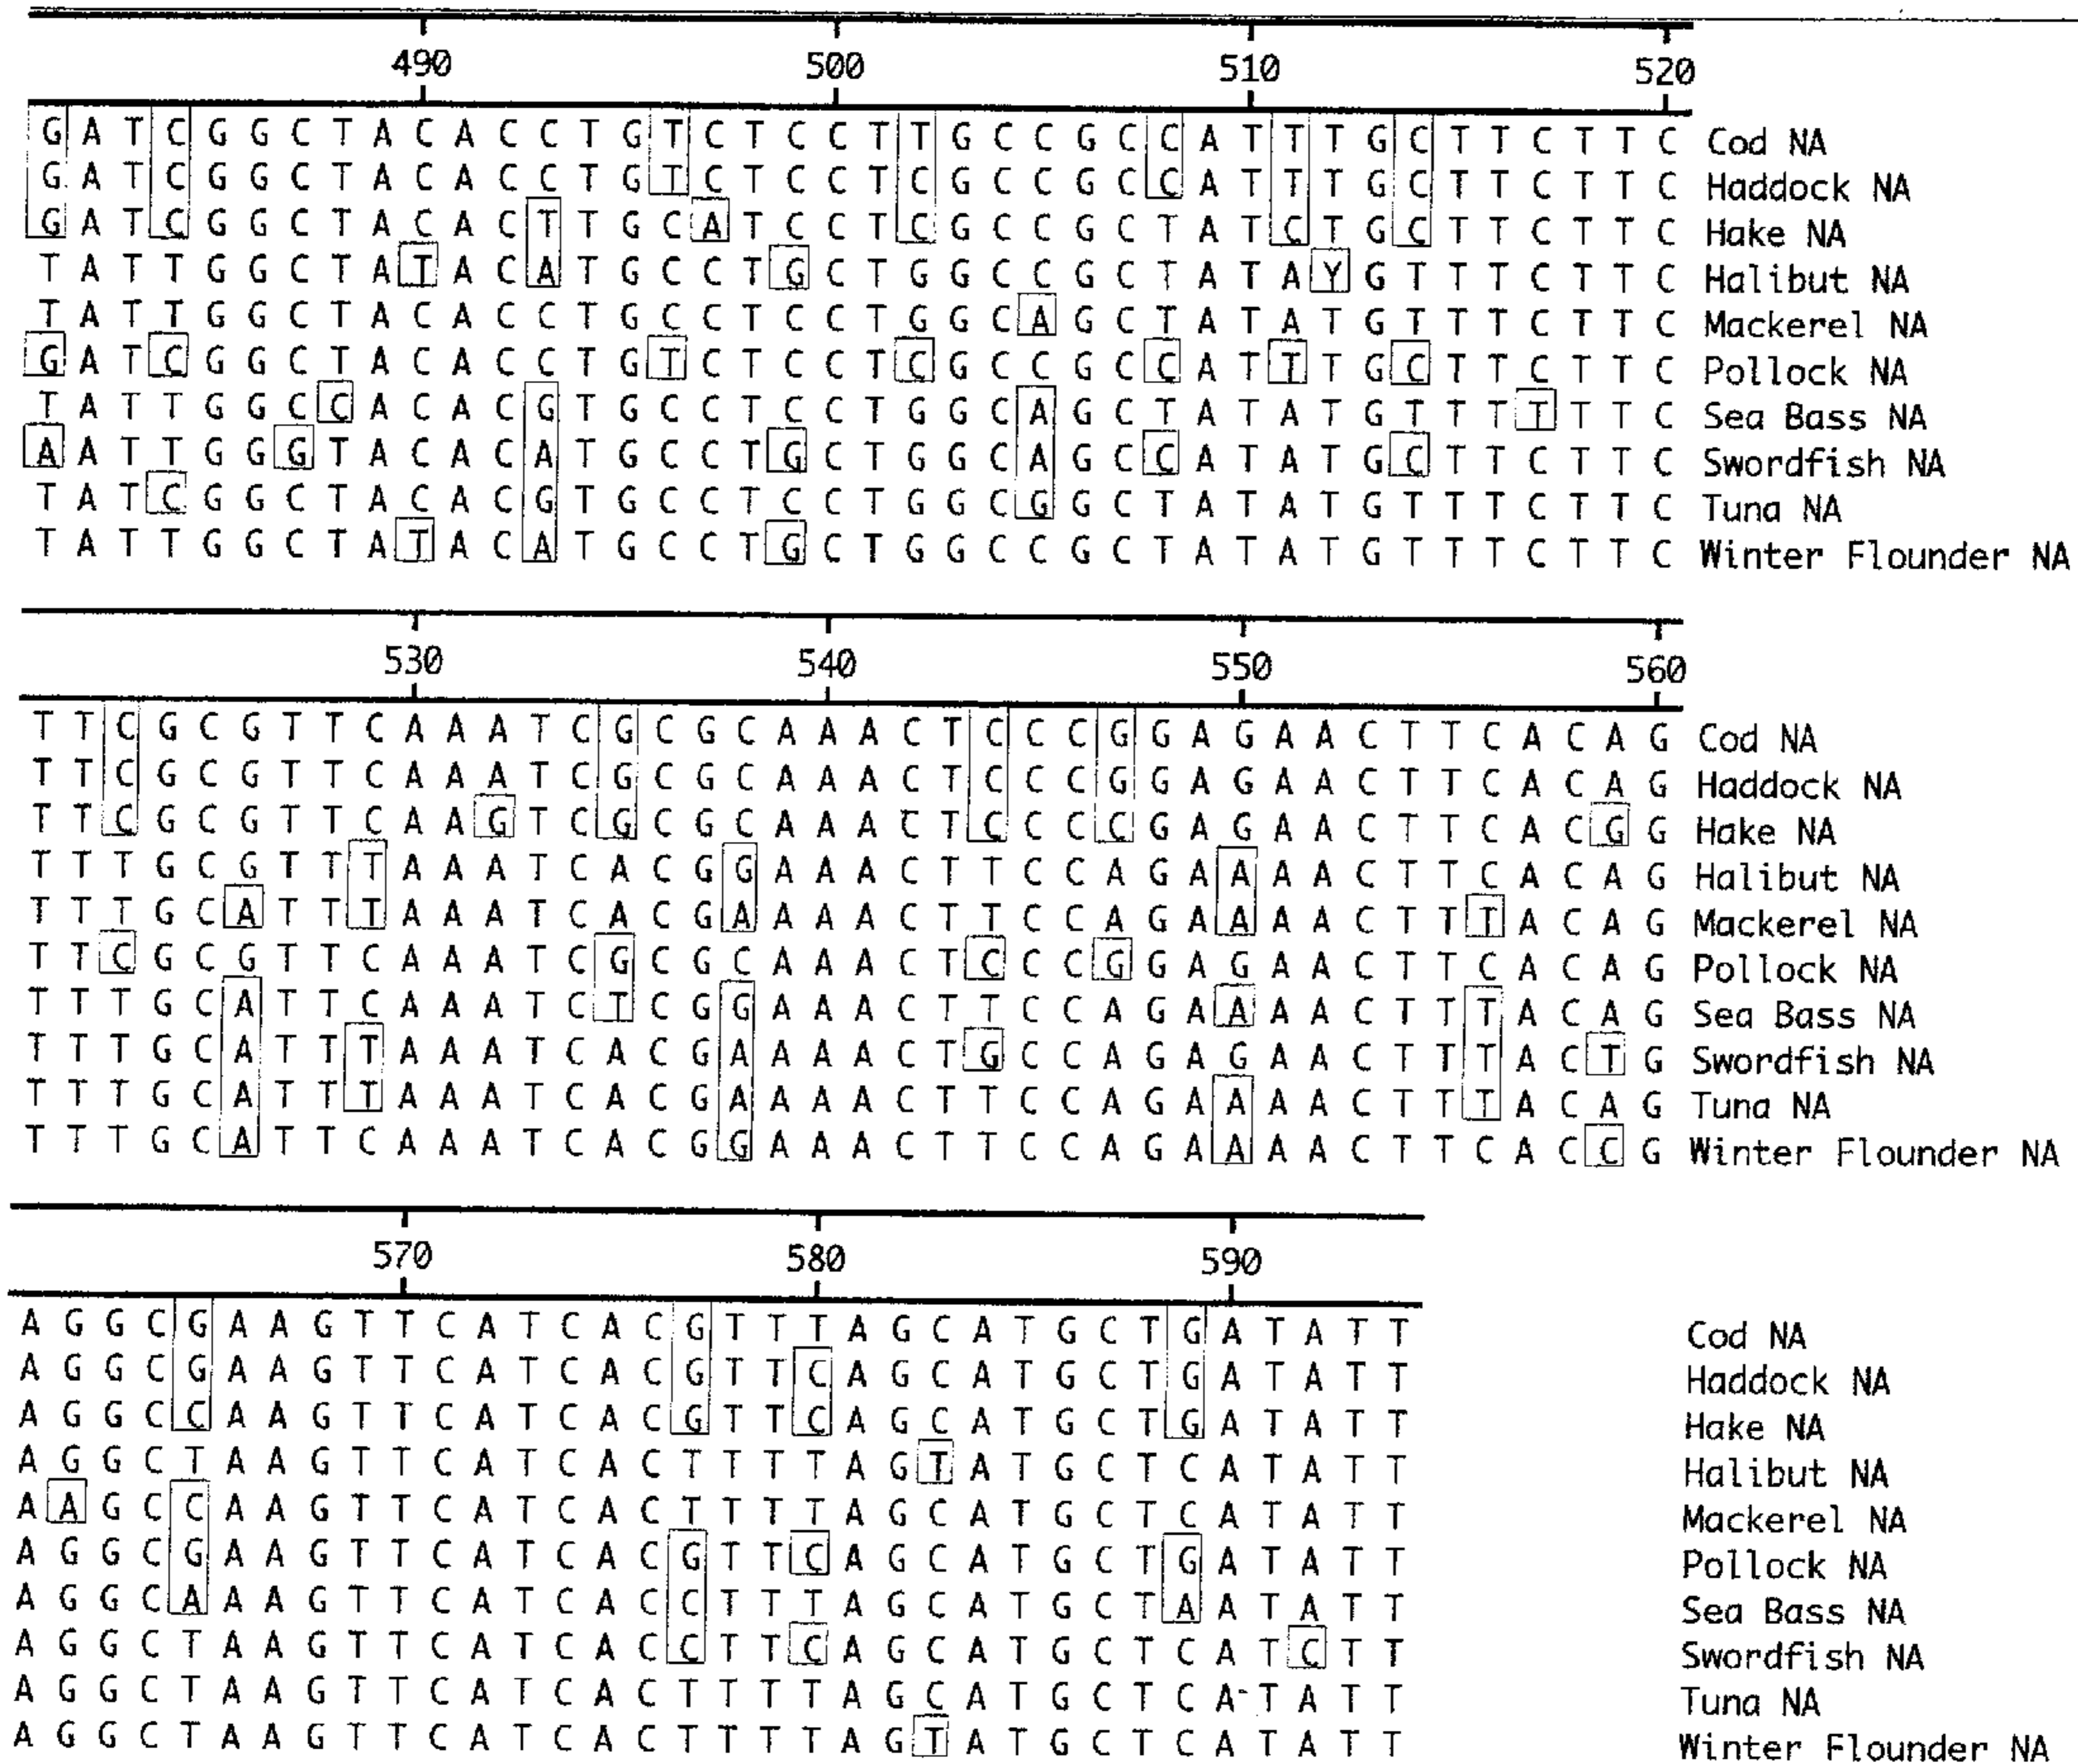 490 500 510 520
G A T C G G C T A C A C C T G T C T C C T T G C C G C C A T T T G C T T C T T C Cod NA
G A T C G G C T A C A C C T G T C T C C T C G C C G C C A T T T G C T T C T T C Haddock NA
G A T C G G C T A C A C T T G C A T C C T C G C C G C T A T C T G C T T C T T C Hake NA
T A T T G G C T A T A C A T G C C T G C T G G C C G C T A T A Y G T T T C T T C Halibut NA
T A T T G G C T A C A C C T G C C T C C T G G C A G C T A T A T G T T T C T T C Mackerel NA
G A T C G G C T A C A C C T G T C T C C T C G C C G C C A T T T G C T T C T T C Pollock NA
T A T T G G C C A C A C G T G C C T C C T G G C A G C T A T A T G T T T T T T C Sea Bass NA
A A T T G G G T A C A C A T G C C T G C T G G C A G C C A T A T G C T T C T T C Swordfish NA
T A T C G G C T A C A C G T G C C T C C T G G C G G C T A T A T G T T T C T T C Tuna NA
T A T T G G C T A T A C A T G C C T G C T G G C C G C T A T A T G T T T C T T C Winter Flounder NA
530 540 550 560
T T C G C G T T C A A A T C G C G C A A A C T C C C G G A G A A C T T C A C A G Cod NA
T T C G C G T T C A A A T C G C G C A A A C T C C C G G A G A A C T T C A C A G Haddock NA
T T C G C G T T C A A G T C G C G C A A A C T C C C C G A G A A C T T C A C G G Hake NA
T T T G C G T T T A A A T C A C G G A A A C T T C C A G A A A A C T T C A C A G Halibut NA
T T T G C A T T T A A A T C A C G A A A A C T T C C A G A A A A C T T T A C A G Mackerel NA
T T C G C G T T C A A A T C G C G C A A A C T C C C G G A G A A C T T C A C A G Pollock NA
T T T G C A T T C A A A T C T C G G A A A C T T C C A G A A A A C T T T A C A G Sea Bass NA
T T T G C A T T T A A A T C A C G A A A A C T G C C A G A G A A C T T T A C T G Swordfish NA
T T T G C A T T T A A A T C A C G A A A A C T T C C A G A A A A C T T T A C A G Tuna NA
T T T G C A T T C A A A T C A C G G A A A C T T C C A G A A A A C T T C A C C G Winter Flounder NA
570 580 590
A G G C G A A G T T C A T C A C G T T T A G C A T G C T G A T A T T Cod NA
A G G C G A A G T T C A T C A C G T T C A G C A T G C T G A T A T T Haddock NA
A G G C C A A G T T C A T C A C G T T C A G C A T G C T G A T A T T Hake NA
A G G C T A A G T T C A T C A C T T T T A G T A T G C T C A T A T T Halibut NA
A A G C C A A G T T C A T C A C T T T T A G C A T G C T C A T A T T Mackerel NA
A G G C G A A G T T C A T C A C G T T C A G C A T G C T G A T A T T Pollock NA
A G G C A A A G T T C A T C A C C T T T A G C A T G C T A A T A T T Sea Bass NA
A G G C T A A G T T C A T C A C C T T C A G C A T G C T C A T C T T Swordfish NA
A G G C T A A G T T C A T C A C T T T T A G C A T G C T C A T A T T Tuna NA
A G G C T A A G T T C A T C A C T T T T A G T A T G C T C A T A T T Winter Flounder NA